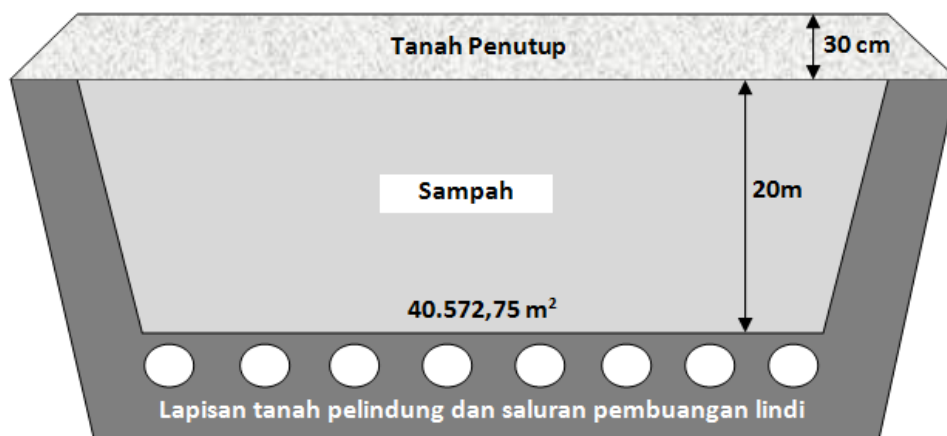 Tanah Penutup
30 cm
Sampah
20m
40.572,75 m²
Lapisan tanah pelindung dan saluran pembuangan lindi